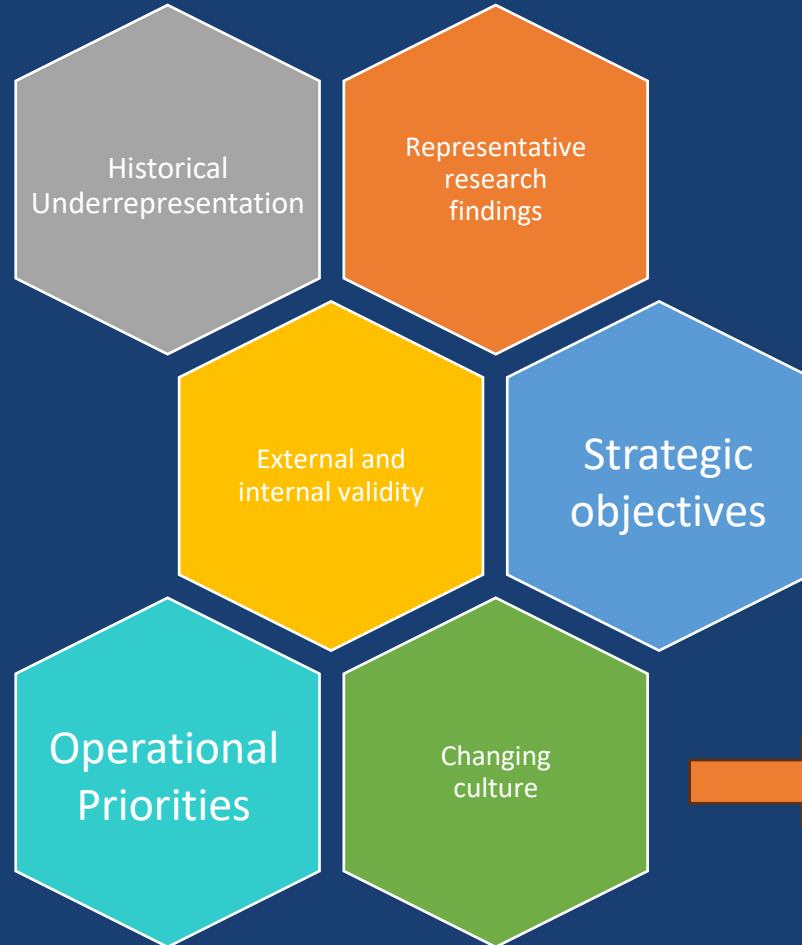 Historical
Underrepresentation
Representative
research
findings
External and
internal validity
Strategic
objectives
Operational
Priorities
Changing
culture